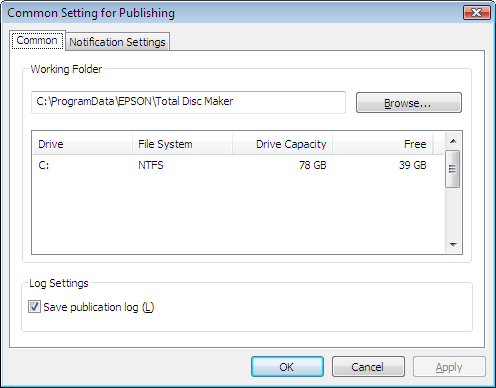 Common Setting for Publishing
Common Notification Settings
Working Folder
C:\ProgramData\EPSON\Total Disc Maker Browse...
Drive File System Drive Capacity Free
C: NTFS 78 GB 39 GB
Log Settings
Save publication log (L)
OK Cancel Apply